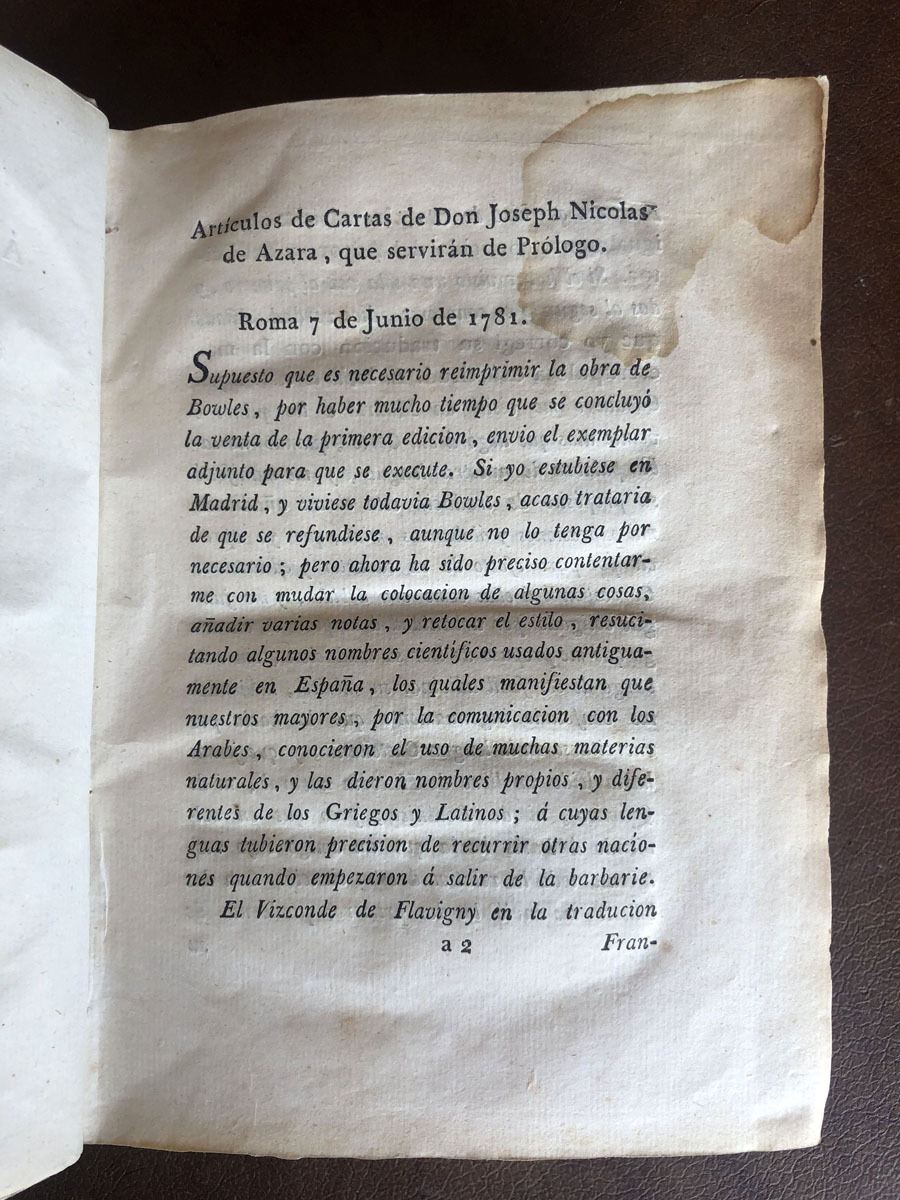 Artículos de Cartas de Don Joseph Nicolas
de Azara, que servirán de Prólogo.
Roma 7 de Junio de 1781.
Supuesto que es necesario reimprimir la obra de
Bowles, por haber mucho tiempo que se concluyó
la venta de la primera edicion, envio el exemplar
adjunto para que se execute. Si yo estubiese en
Madrid, y viviese todavia Bowles, acaso trataria
de que se refundiese, aunque no lo tenga por
necesario; pero ahora ha sido preciso contentar-
me con mudar la colocacion de algunas cosas,
añadir varias notas, y retocar el estilo, resuci-
tando algunos nombres científicos usados antigua-
mente en España, los quales manifiestan que
nuestros mayores, por la comunicacion con los
Arabes, conocieron el uso de muchas materias
naturales, y las dieron nombres propios, y dife-
rentes de los Griegos y Latinos; á cuyas len-
guas tubieron precision de recurrir otras nacio-
nes quando empezaron á salir de la barbarie.
El Vizconde de Flavigny en la traducion
a 2 Fran-